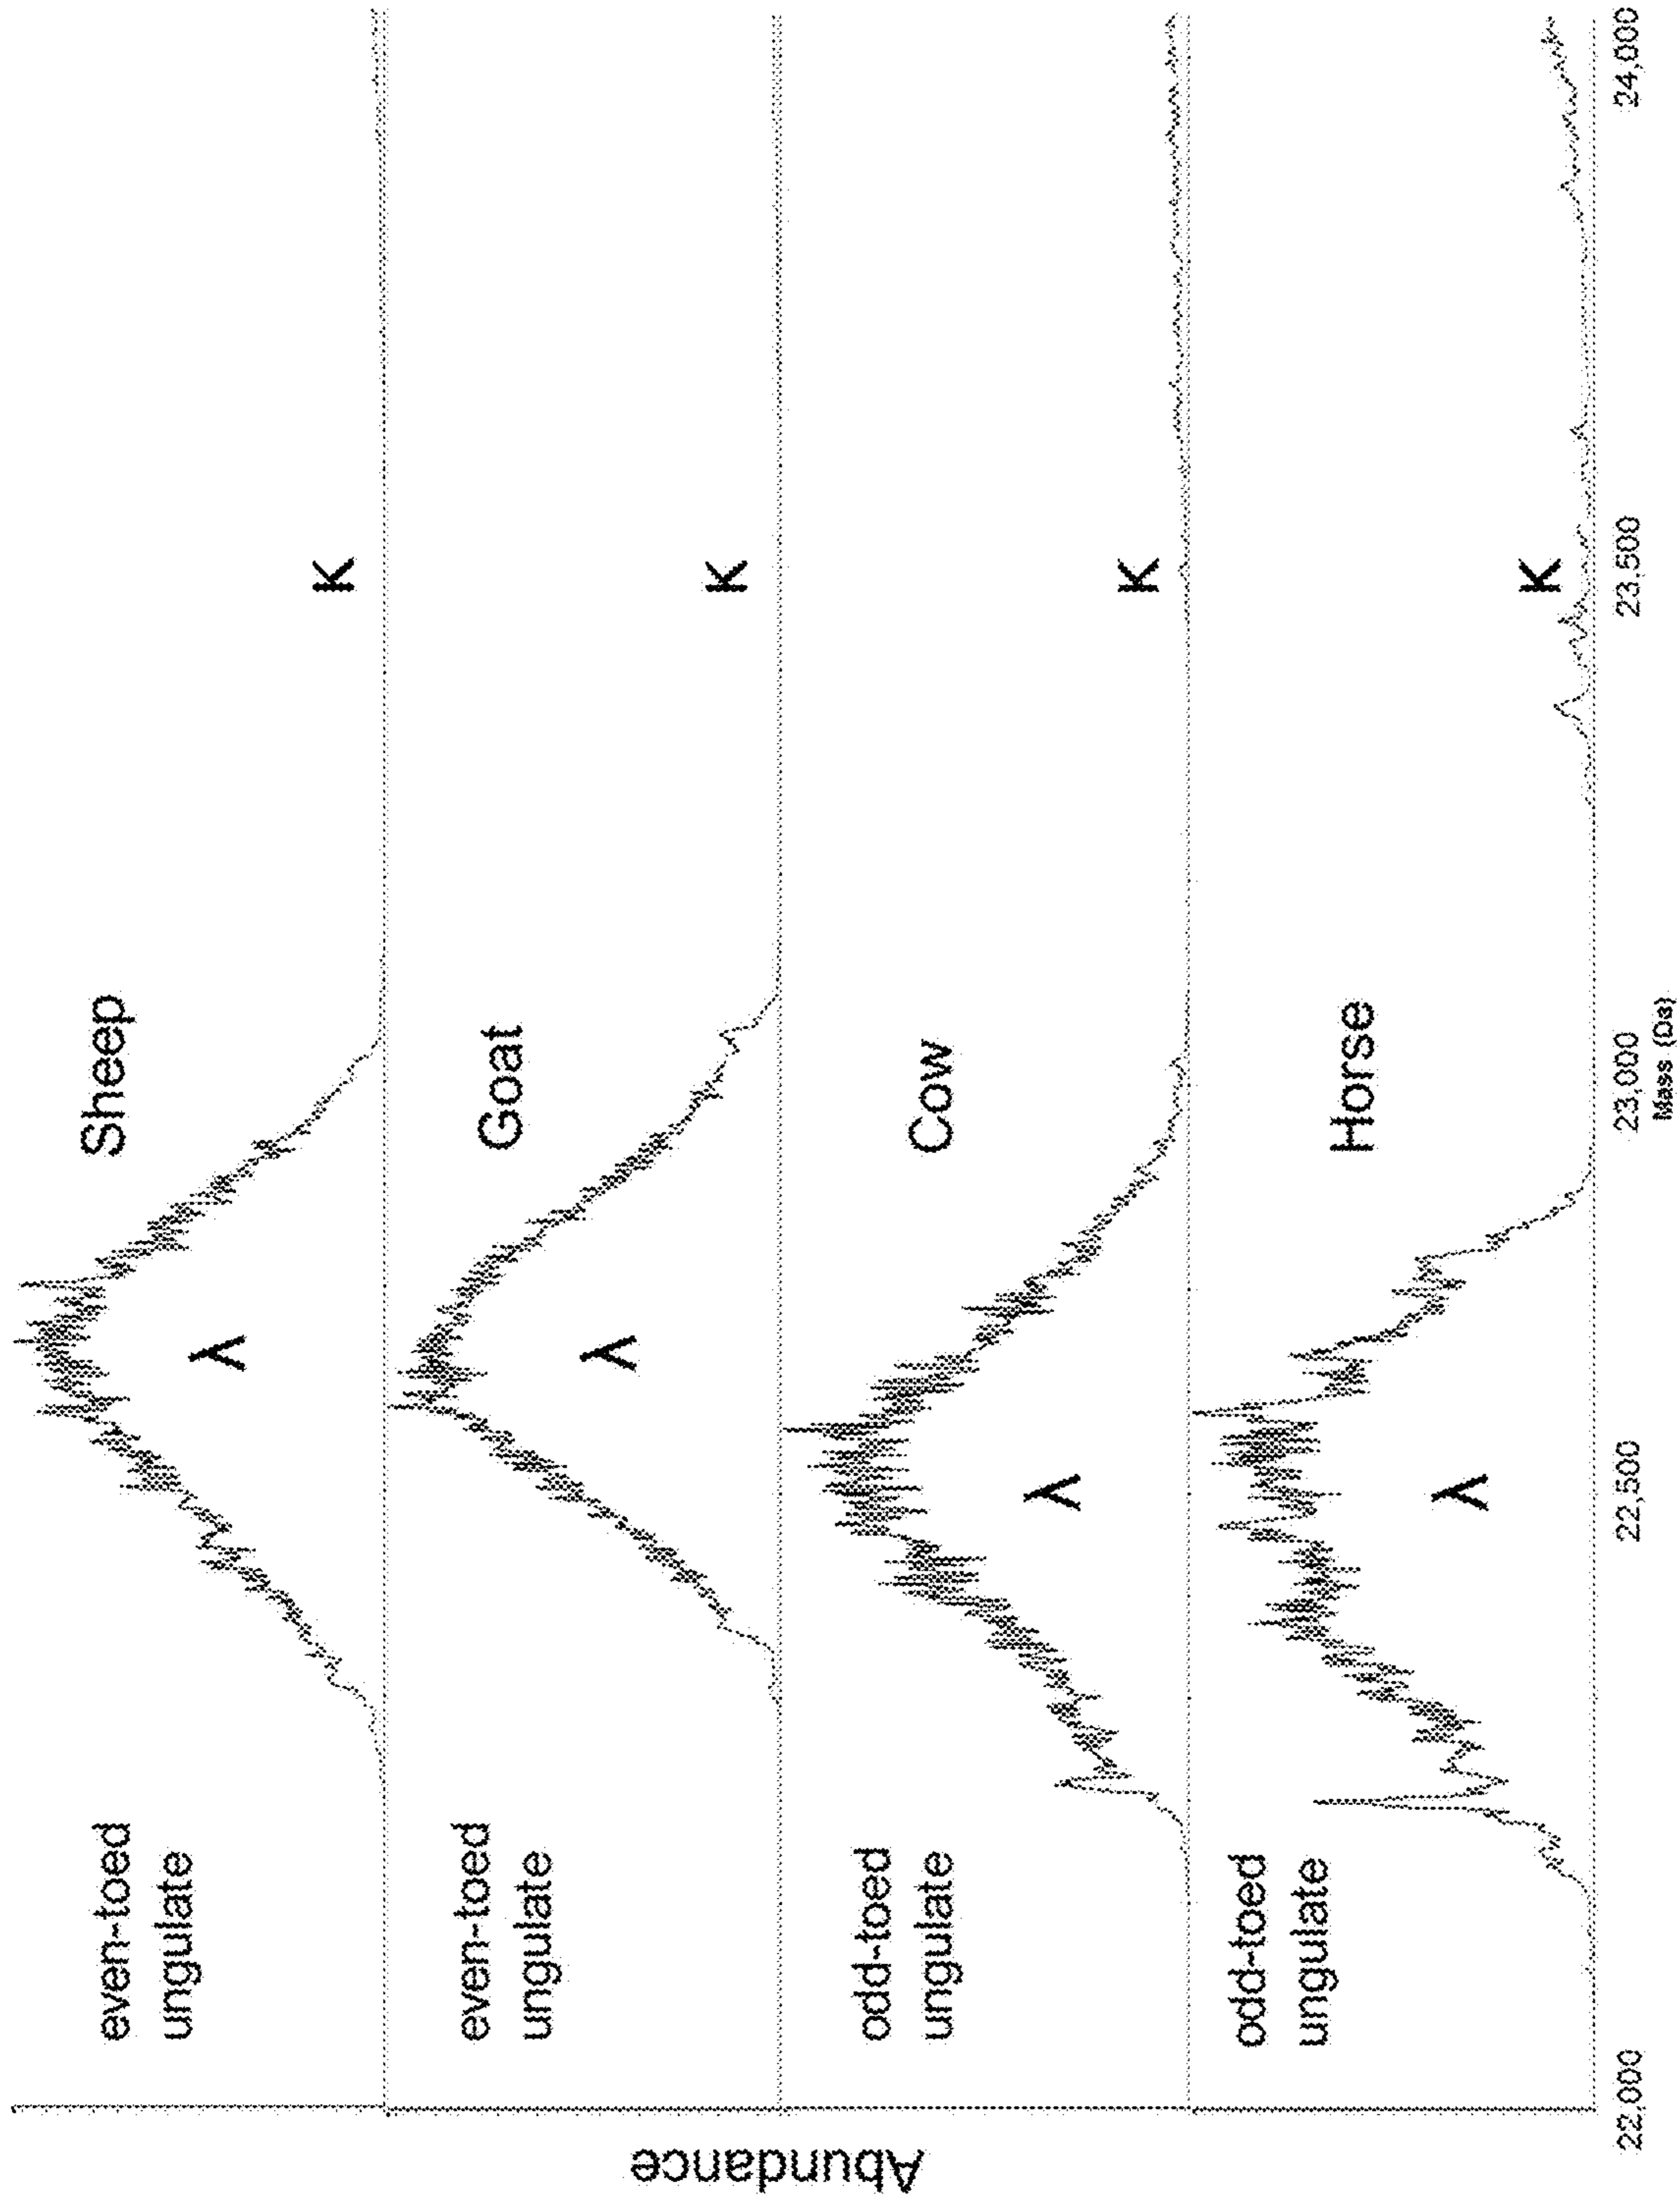 Abundance
even-toed
ungulate
Sheep
λ
K
even-toed
ungulate
Goat
λ
K
odd-toed
ungulate
Cow
λ
K
odd-toed
ungulate
Horse
λ
K
22,000 22,500 23,000 23,500 24,000
Mass (Da)